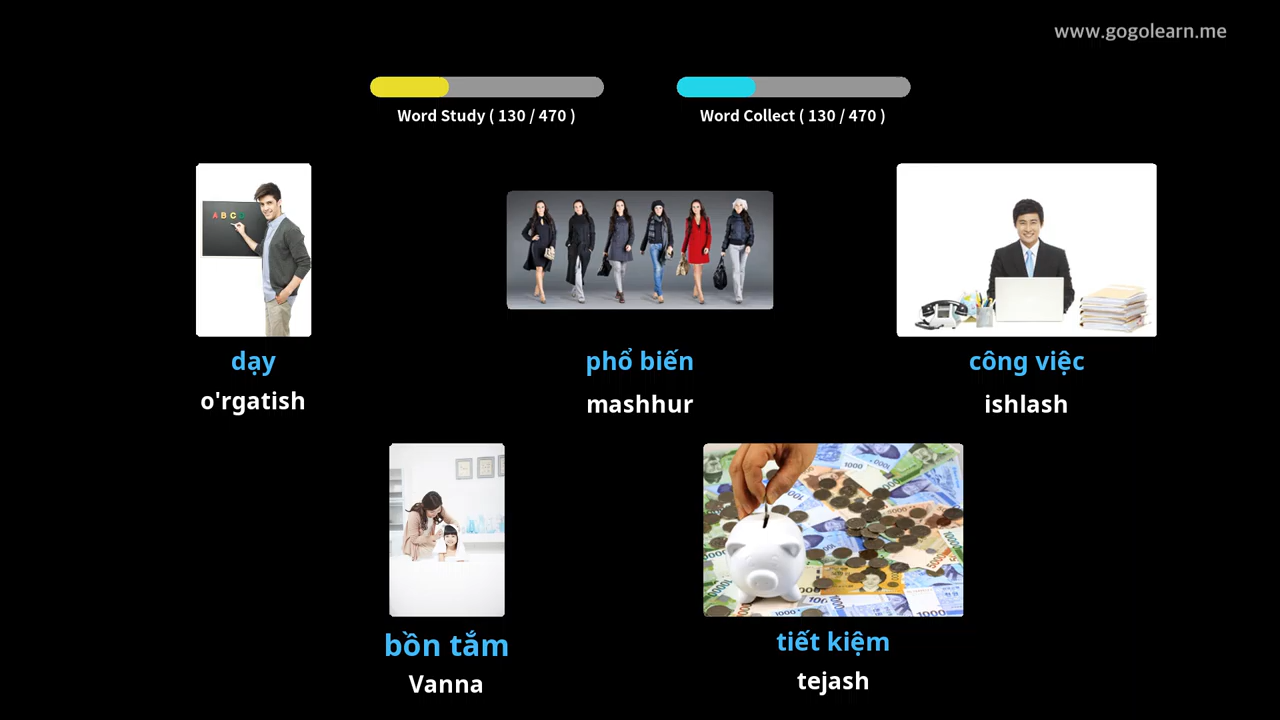 www.gogolearn.me
Word Study ( 130 / 470 )
Word Collect ( 130 / 470 )
A B C
dạy
o'rgatish
phổ biến
mashhur
công việc
ishlash
bồn tắm
Vanna
tiết kiệm
tejash